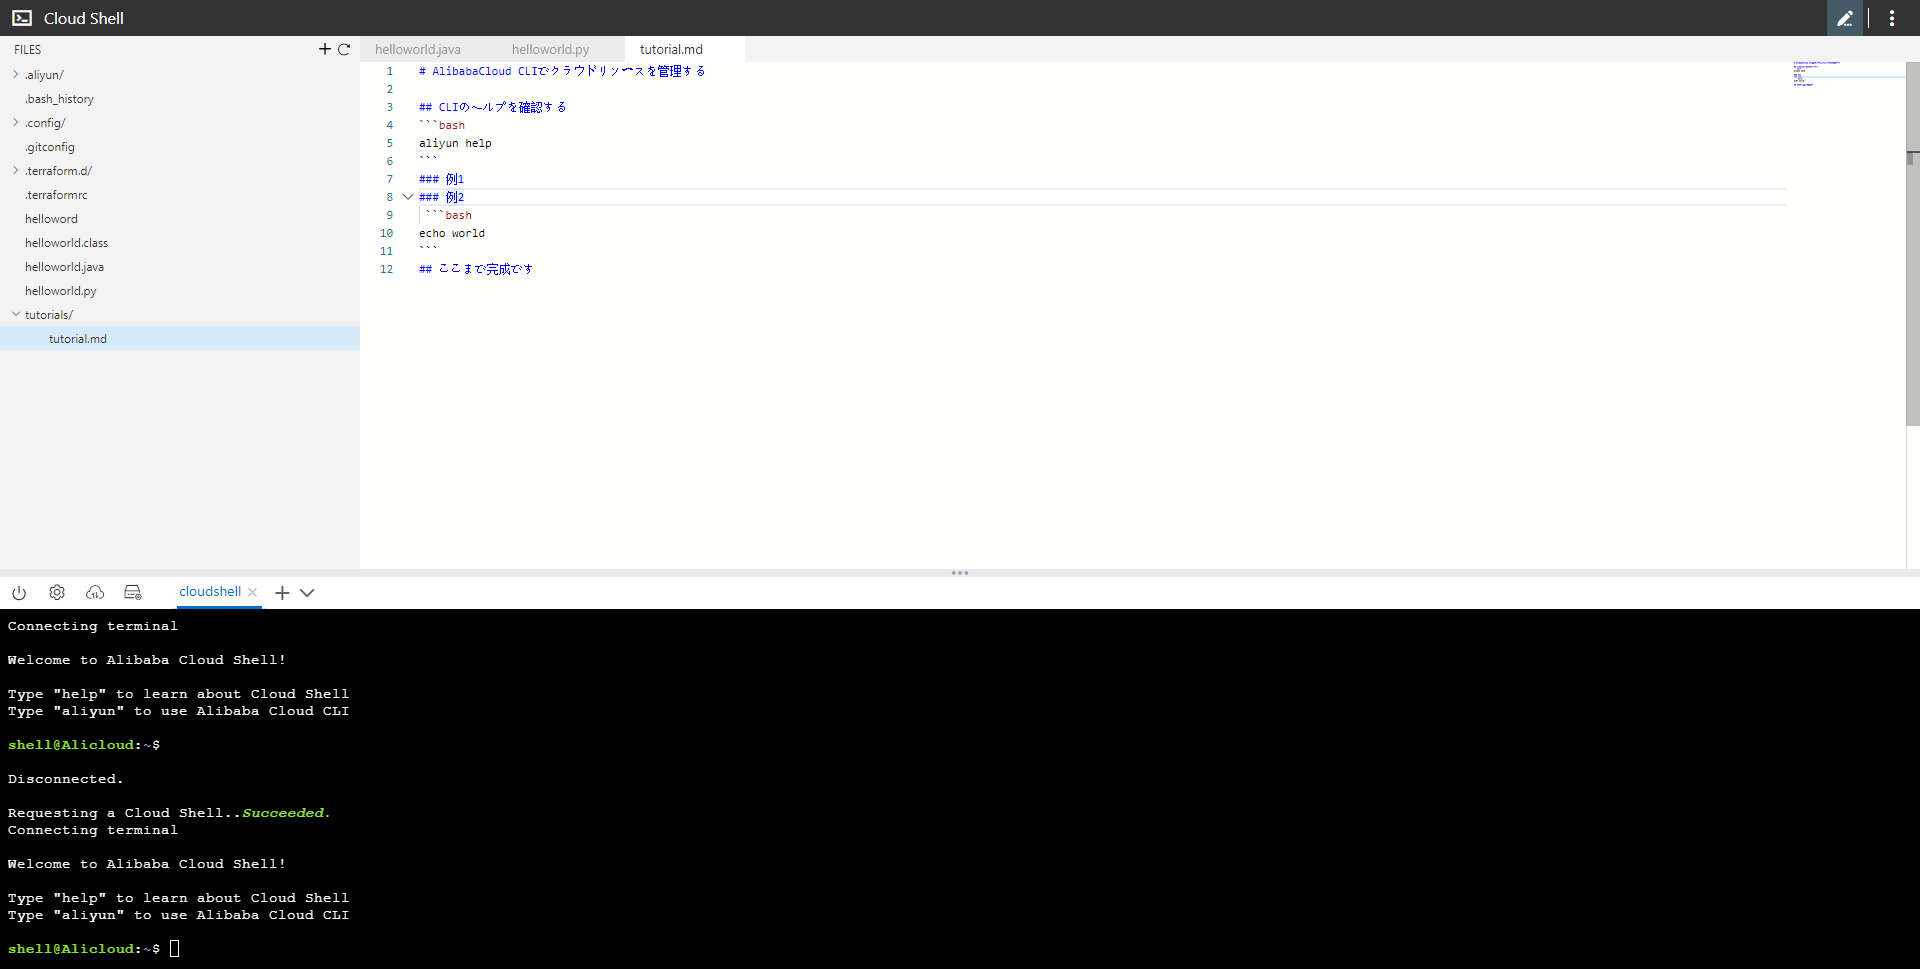 Cloud Shell
FILES
.aliyun/
.bash_history
.config/
.gitconfig
.terraform.d/
.terraformrc
helloword
helloworld.class
helloworld.java
helloworld.py
tutorials/
tutorial.md
helloworld.java helloworld.py tutorial.md
1 # AlibabaCloud CLIでクラウドリソースを管理する
2
3 ## CLIのヘルプを確認する
4 ```bash
5 aliyun help
6 ```
7 ### 例1
8 ### 例2
9 ```bash
10 echo world
11 ```
12 ## ここまで完成です
cloudshell
Connecting terminal
Welcome to Alibaba Cloud Shell!
Type "help" to learn about Cloud Shell
Type "aliyun" to use Alibaba Cloud CLI
shell@Alicloud:~$
Disconnected.
Requesting a Cloud Shell..Succeeded.
Connecting terminal
Welcome to Alibaba Cloud Shell!
Type "help" to learn about Cloud Shell
Type "aliyun" to use Alibaba Cloud CLI
shell@Alicloud:~$